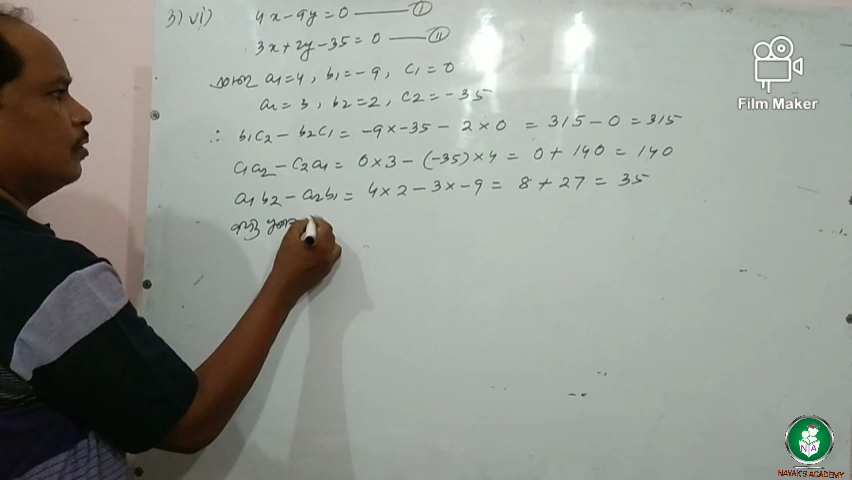 3) vi) 4x - 9y = 0 ——— (I)
3x + 2y - 35 = 0 —— (II)
a1 = 4, b1 = -9, c1 = 0
a2 = 3, b2 = 2, c2 = -35
∴ b1c2 - b2c1 = -9 × -35 - 2 × 0 = 315 - 0 = 315
c1a2 - c2a1 = 0 × 3 - (-35) × 4 = 0 + 140 = 140
a1b2 - a2b1 = 4 × 2 - 3 × -9 = 8 + 27 = 35
Film Maker
NAYAK'S ACADEMY